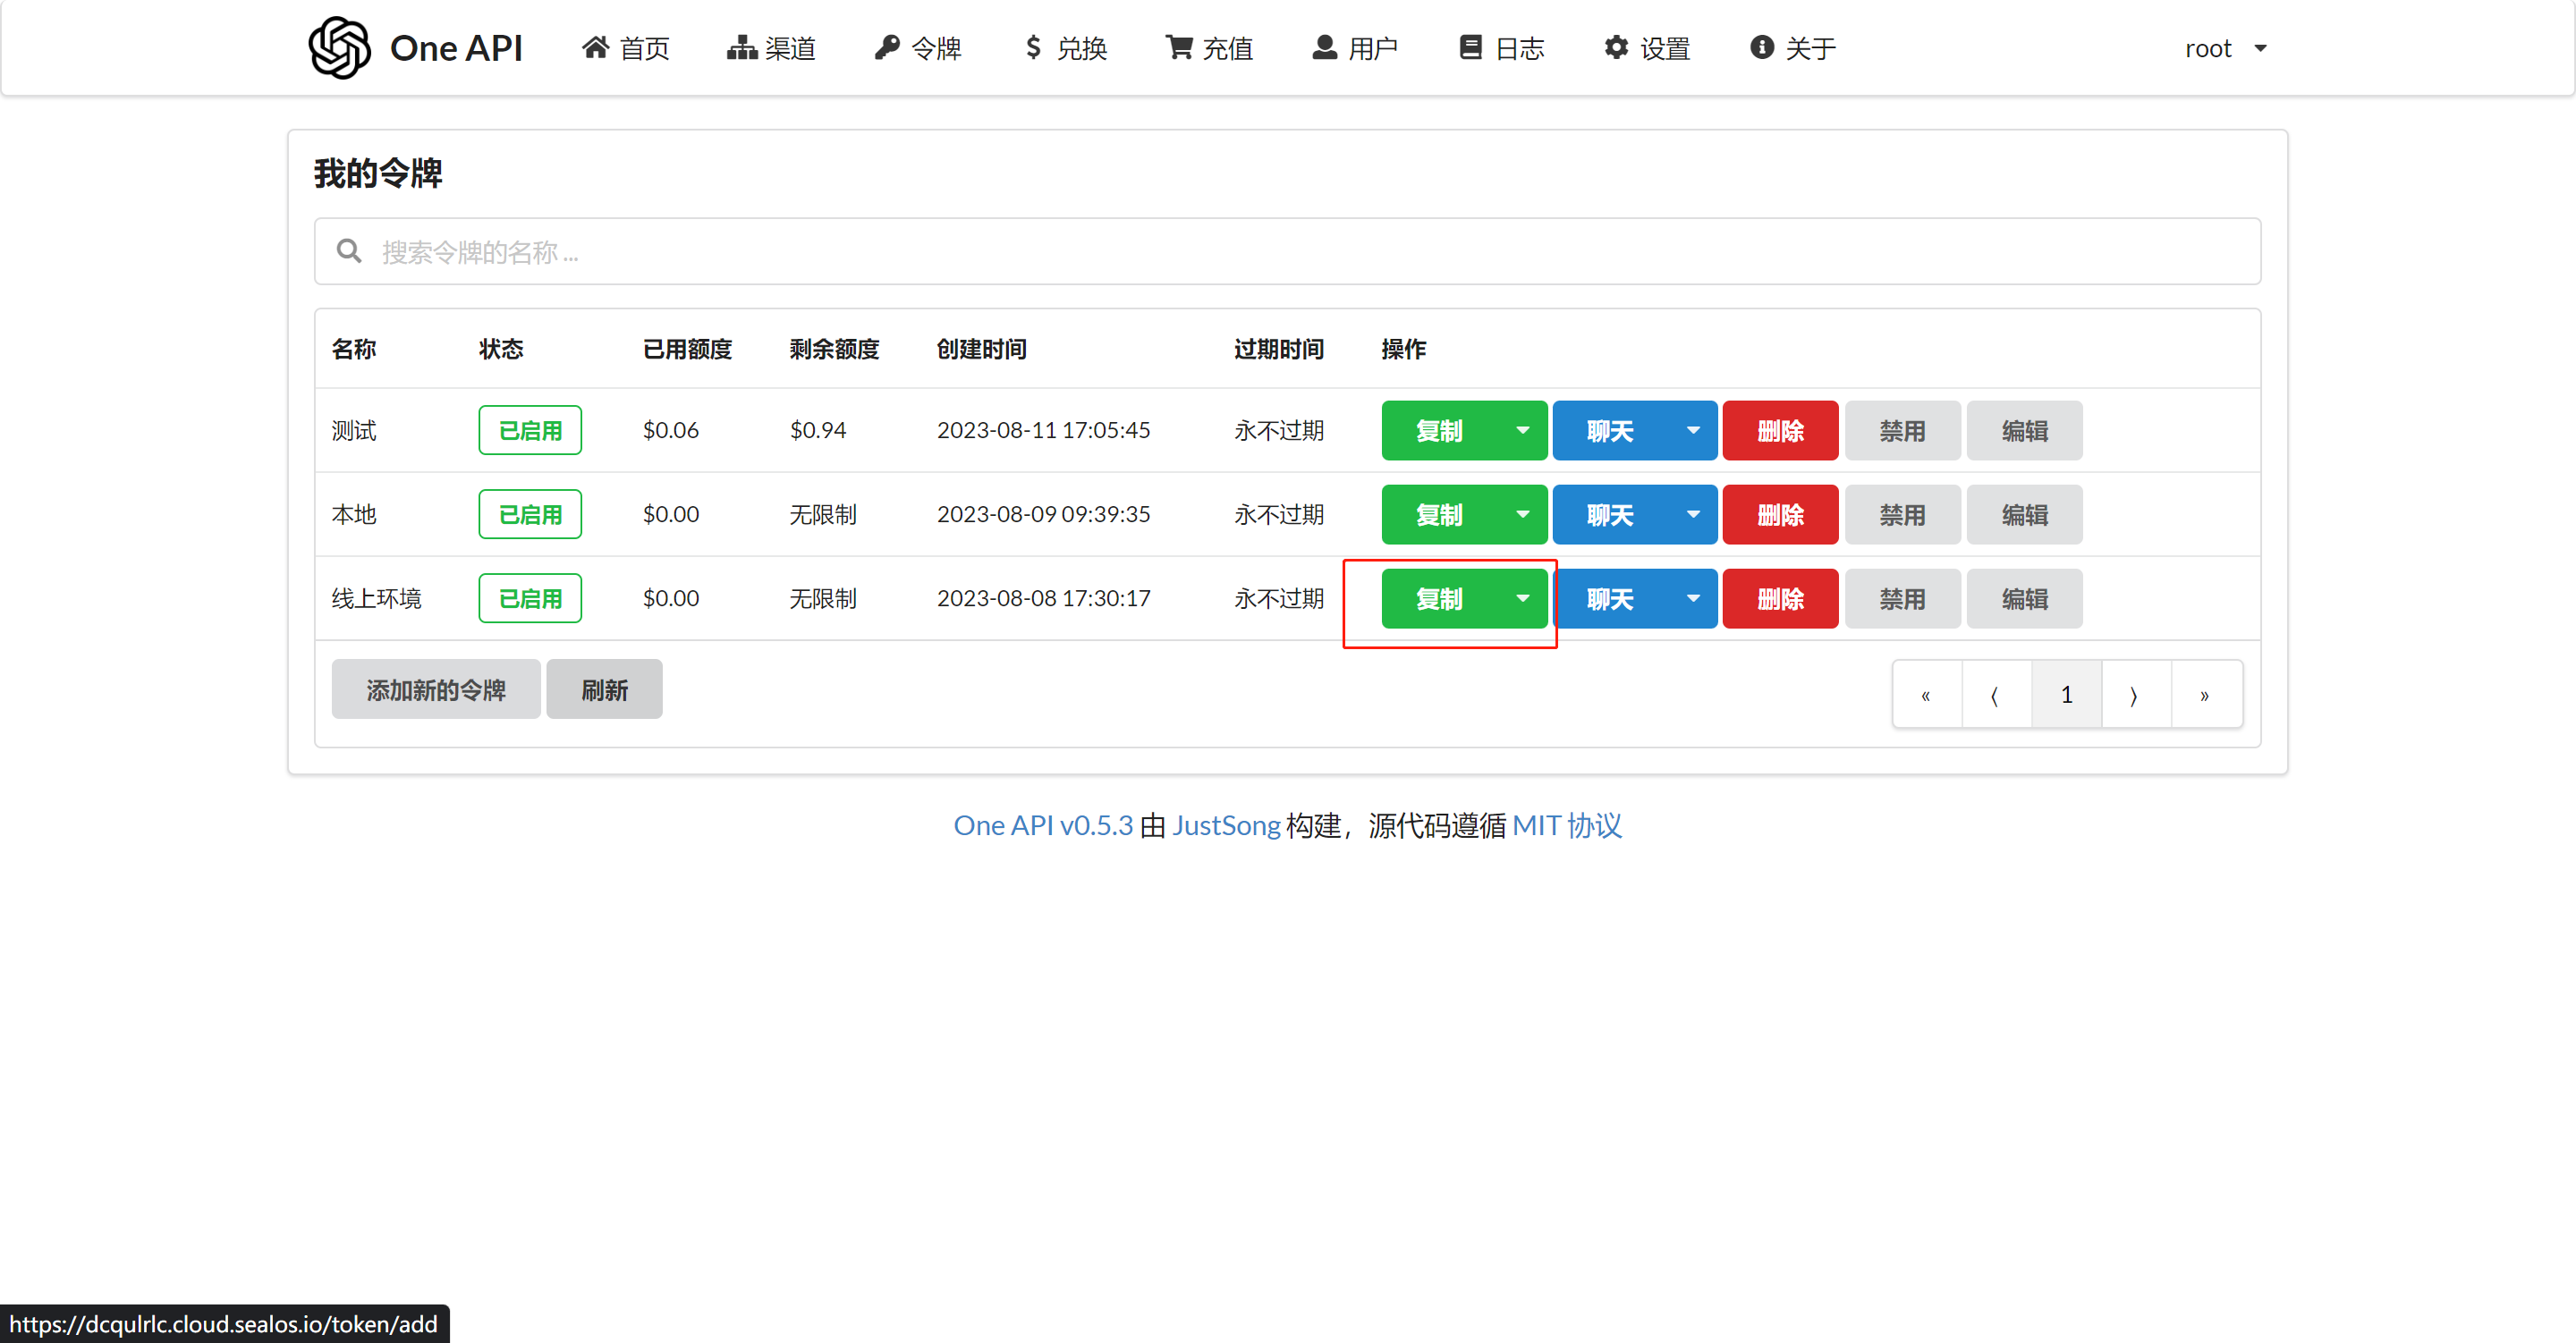 One API 首页 渠道 令牌 兑换 充值 用户 日志 设置 关于 root
我的令牌
搜索令牌的名称 ...
名称 状态 已用额度 剩余额度 创建时间 过期时间 操作
测试 已启用 $0.06 $0.94 2023-08-11 17:05:45 永不过期 复制 聊天 删除 禁用 编辑
本地 已启用 $0.00 无限制 2023-08-09 09:39:35 永不过期 复制 聊天 删除 禁用 编辑
线上环境 已启用 $0.00 无限制 2023-08-08 17:30:17 永不过期 复制 聊天 删除 禁用 编辑
添加新的令牌 刷新 « ⟨ 1 ⟩ »
One API v0.5.3 由 JustSong 构建，源代码遵循 MIT 协议
https://dcqulrlc.cloud.sealos.io/token/add